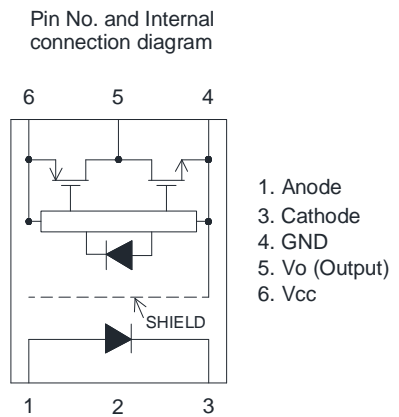 Pin No. and Internal
connection diagram
6 5 4
SHIELD
1 2 3
1. Anode
3. Cathode
4. GND
5. Vo (Output)
6. Vcc